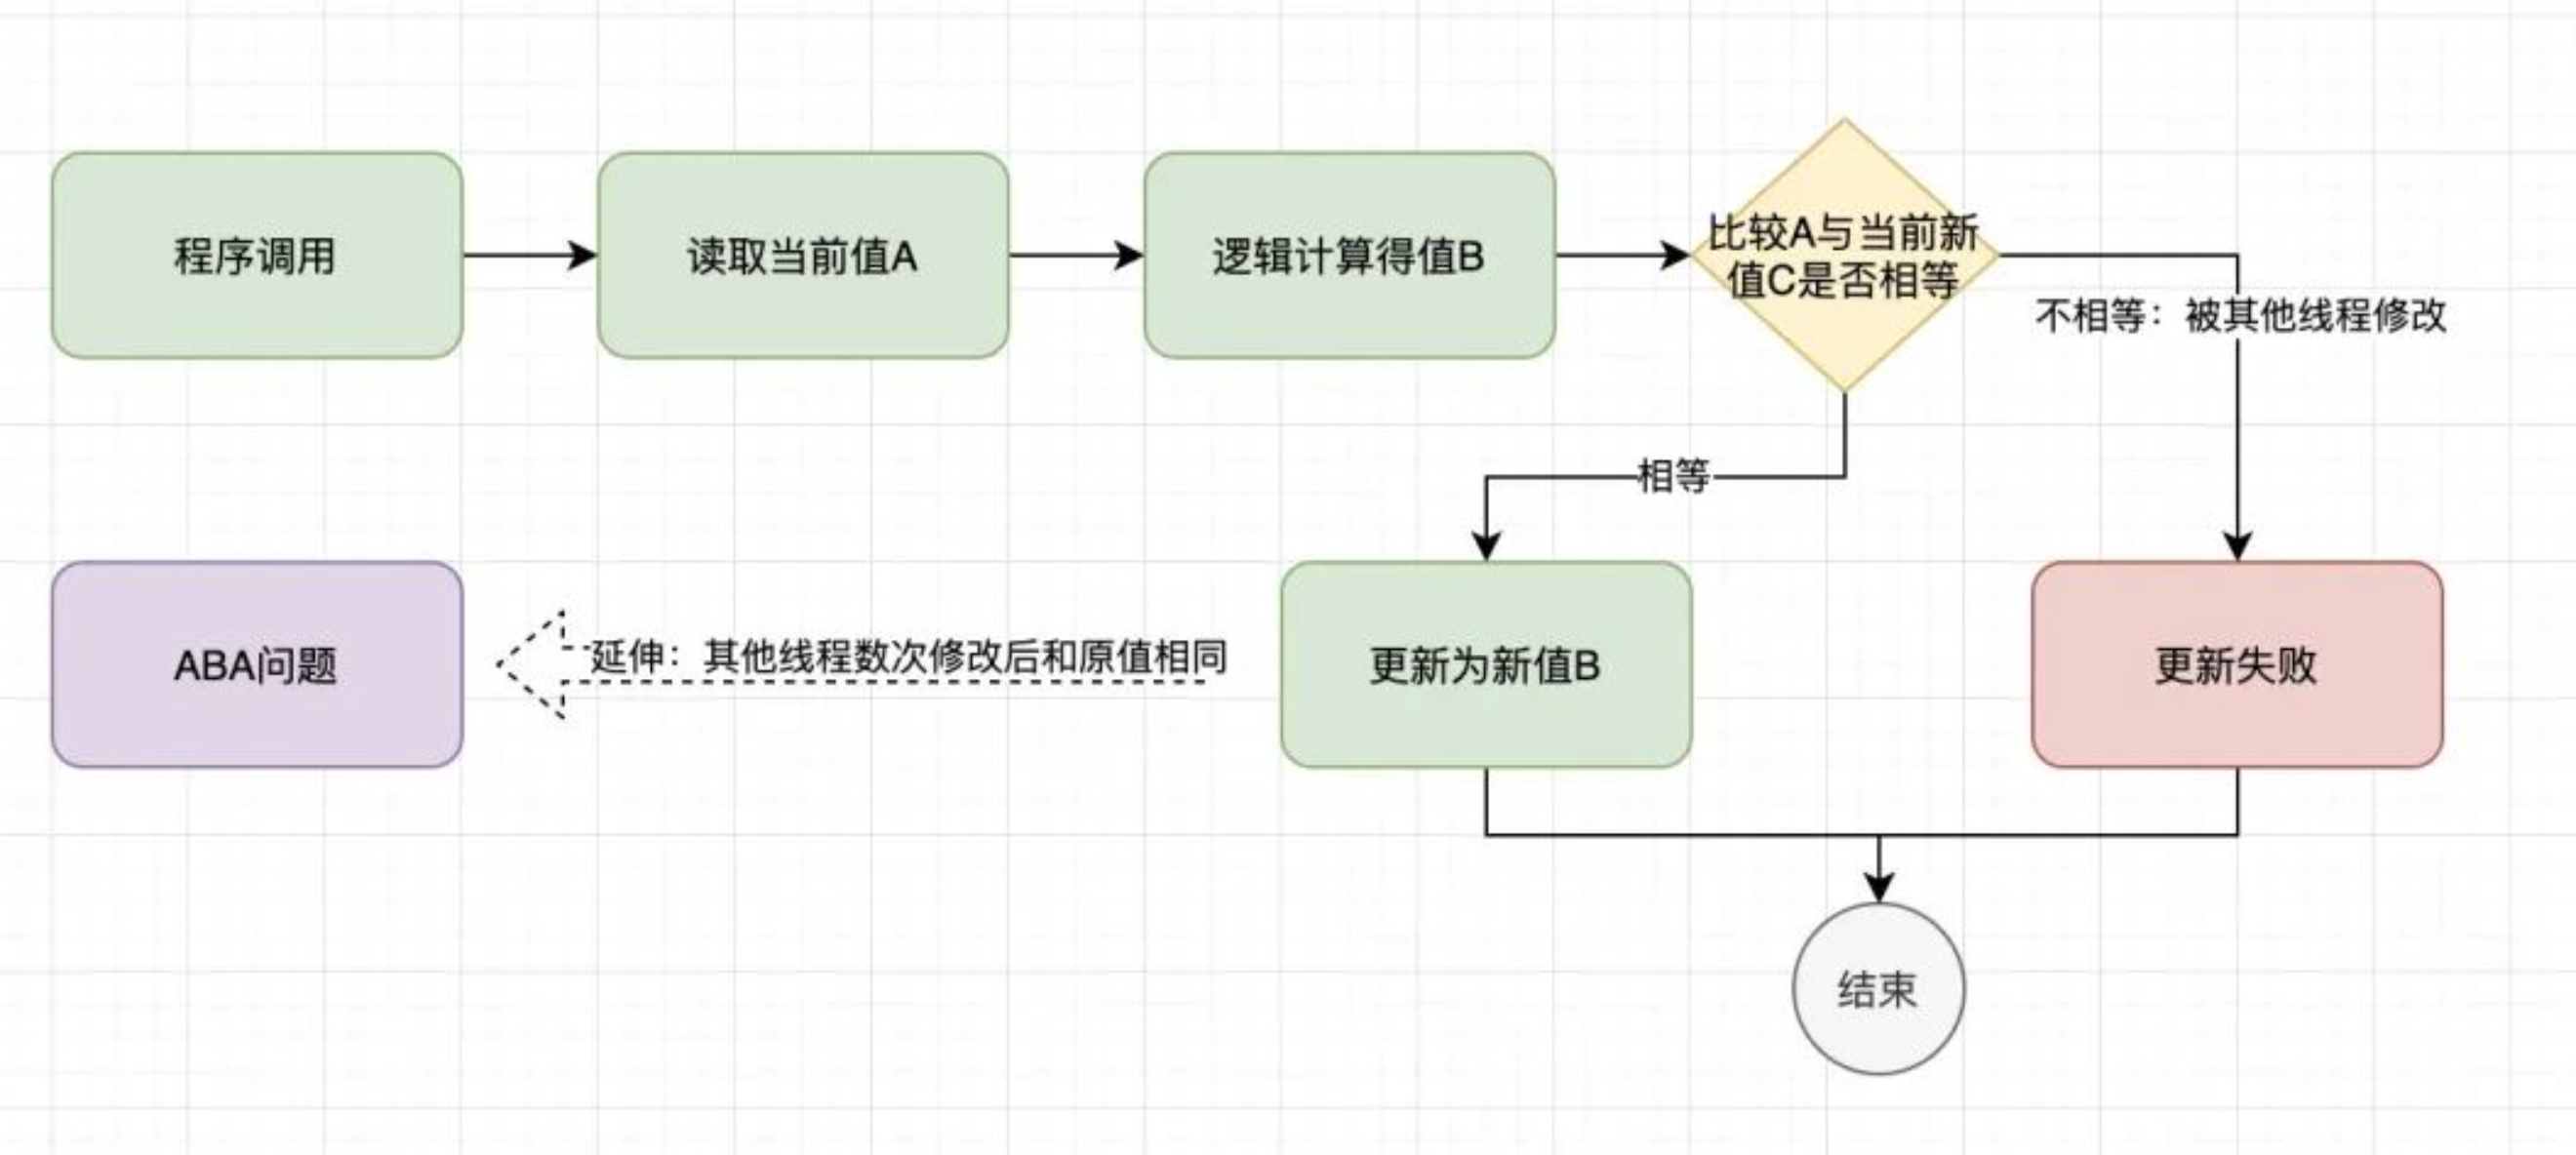 程序调用
读取当前值A
逻辑计算得值B
比较A与当前新
值C是否相等
不相等：被其他线程修改
相等
ABA问题
延伸：其他线程数次修改后和原值相同
更新为新值B
更新失败
结束